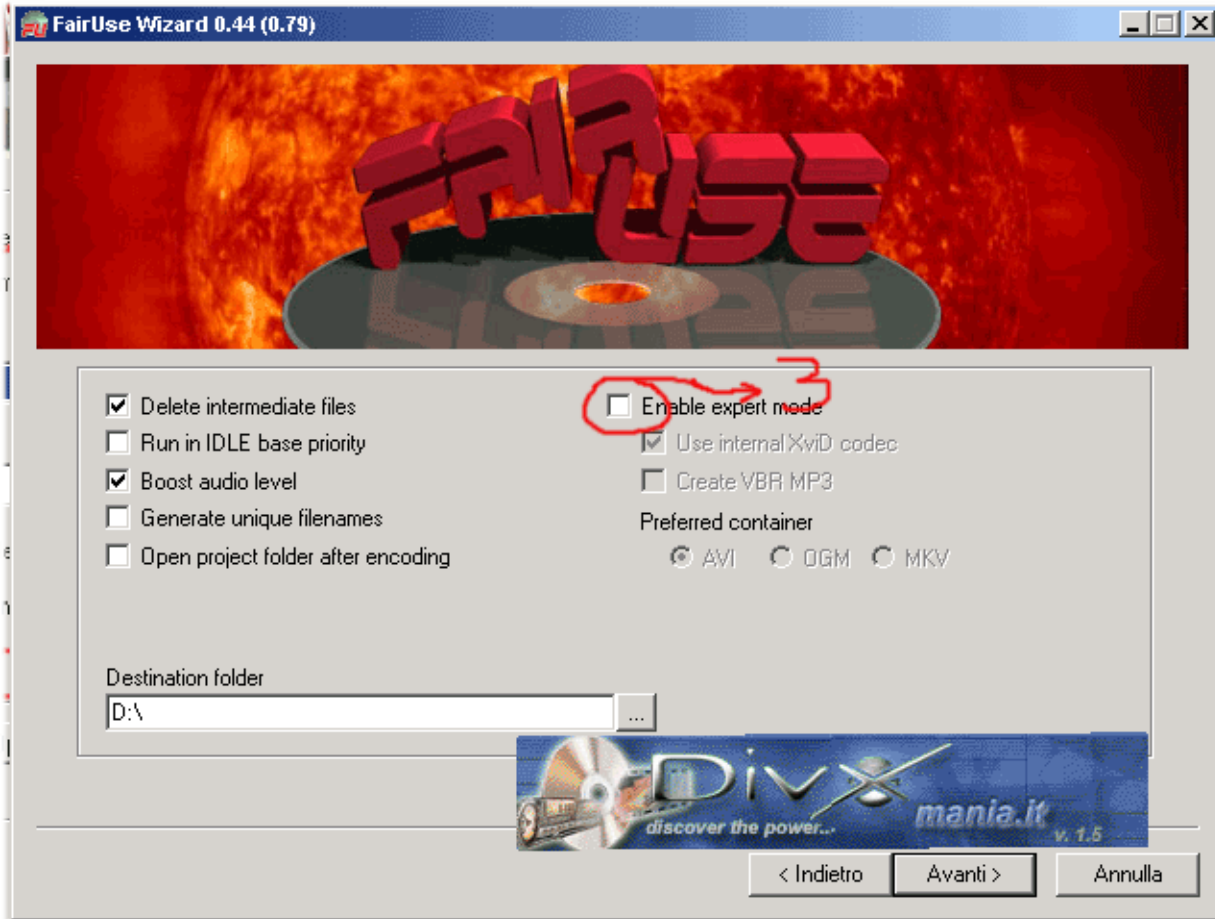 FairUse Wizard 0.44 (0.79)
FAIR USE
3
Delete intermediate files
Enable expert mode
Run in IDLE base priority
Use internal XviD codec
Boost audio level
Create VBR MP3
Generate unique filenames
Preferred container
Open project folder after encoding
AVI OGM MKV
Destination folder
D:\
...
DivX
mania.it
discover the power...
v. 1.5
< Indietro Avanti > Annulla